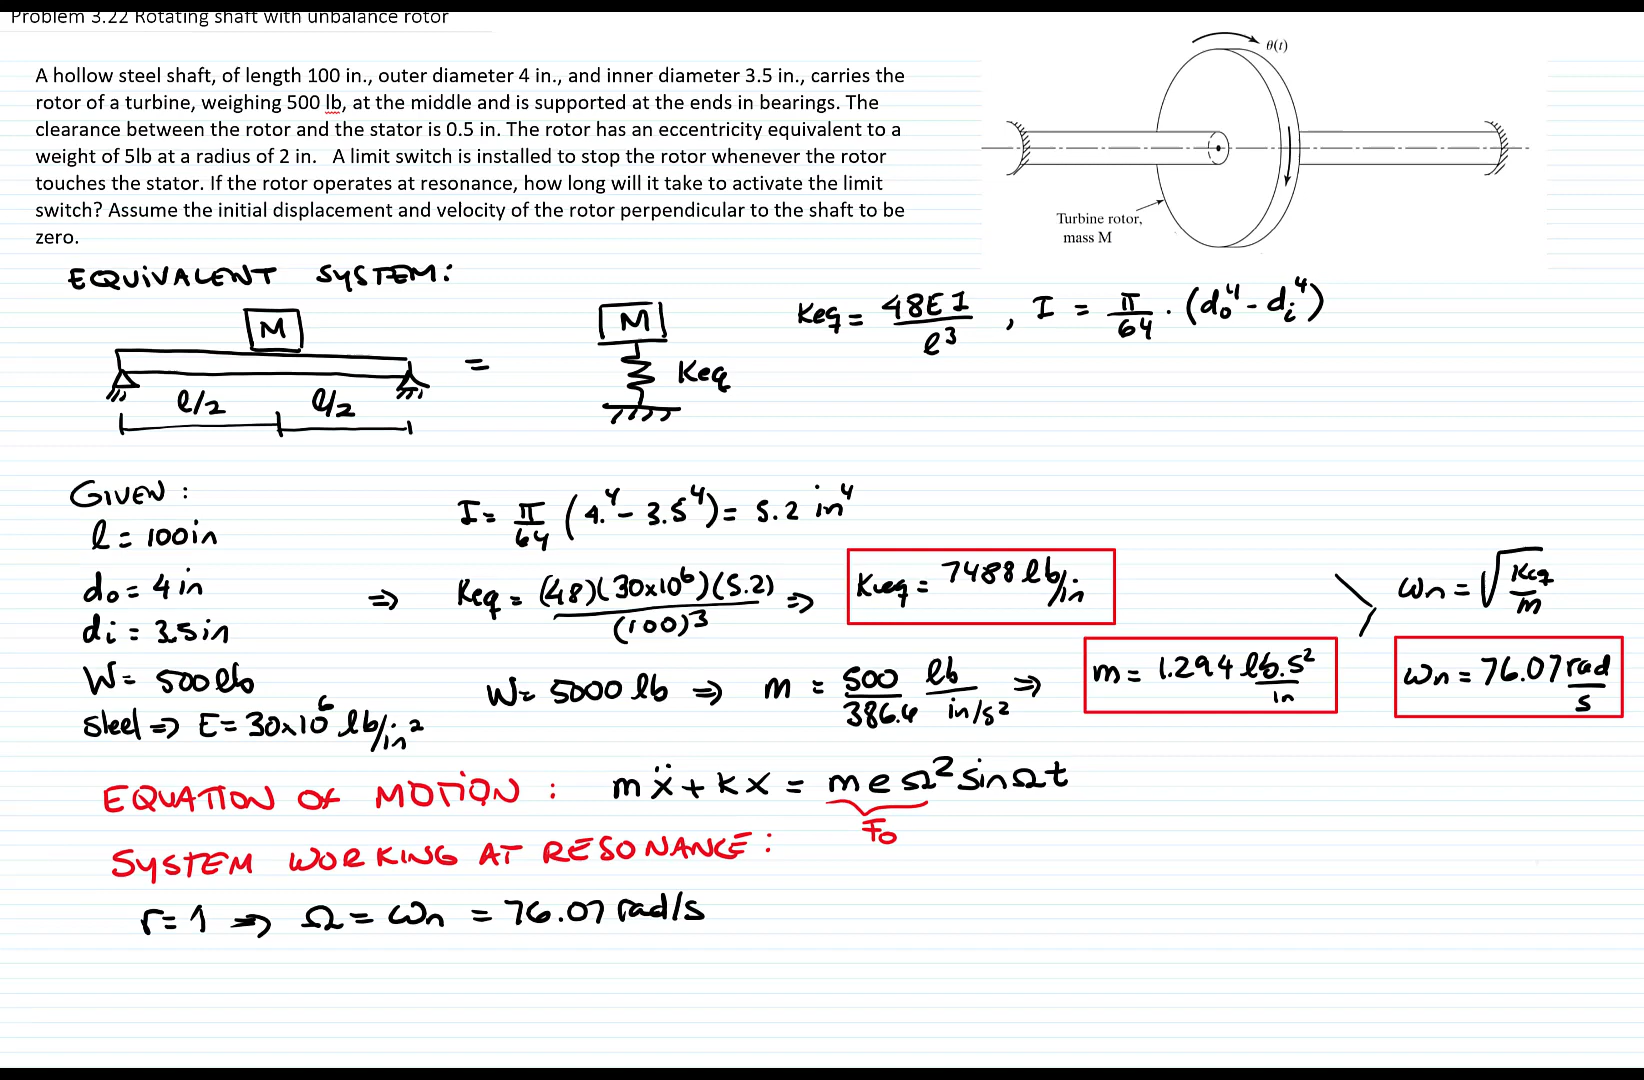 Problem 3.22 Rotating shaft with unbalance rotor
A hollow steel shaft, of length 100 in., outer diameter 4 in., and inner diameter 3.5 in., carries the
rotor of a turbine, weighing 500 lb, at the middle and is supported at the ends in bearings. The
clearance between the rotor and the stator is 0.5 in. The rotor has an eccentricity equivalent to a
weight of 5lb at a radius of 2 in. A limit switch is installed to stop the rotor whenever the rotor
touches the stator. If the rotor operates at resonance, how long will it take to activate the limit
switch? Assume the initial displacement and velocity of the rotor perpendicular to the shaft to be
zero.
θ(t)
Turbine rotor,
mass M
EQUIVALENT SYSTEM:
M
l/2 l/2
=
M
Keq
Keq = 48EI/l³ , I = π/64 · (do⁴ - di⁴)
GIVEN :
l = 100in
do = 4 in
di = 3.5in
W = 500lb
Steel => E = 30x10⁶ lb/in²
I = π/64 (4.⁴ - 3.5⁴) = 5.2 in⁴
=> Keq = (48)(30x10⁶)(5.2)/(100)³ => Keq = 7488 lb/in
W = 5000 lb => m = 500/386.4 lb/in/s² => m = 1.294 lb.s²/in
ωn = √Keq/m
ωn = 76.07 rad/s
EQUATION OF MOTION : mẍ + kx = meΩ²sinΩt
Fo
SYSTEM WORKING AT RESONANCE:
r = 1 => Ω = ωn = 76.07 rad/s